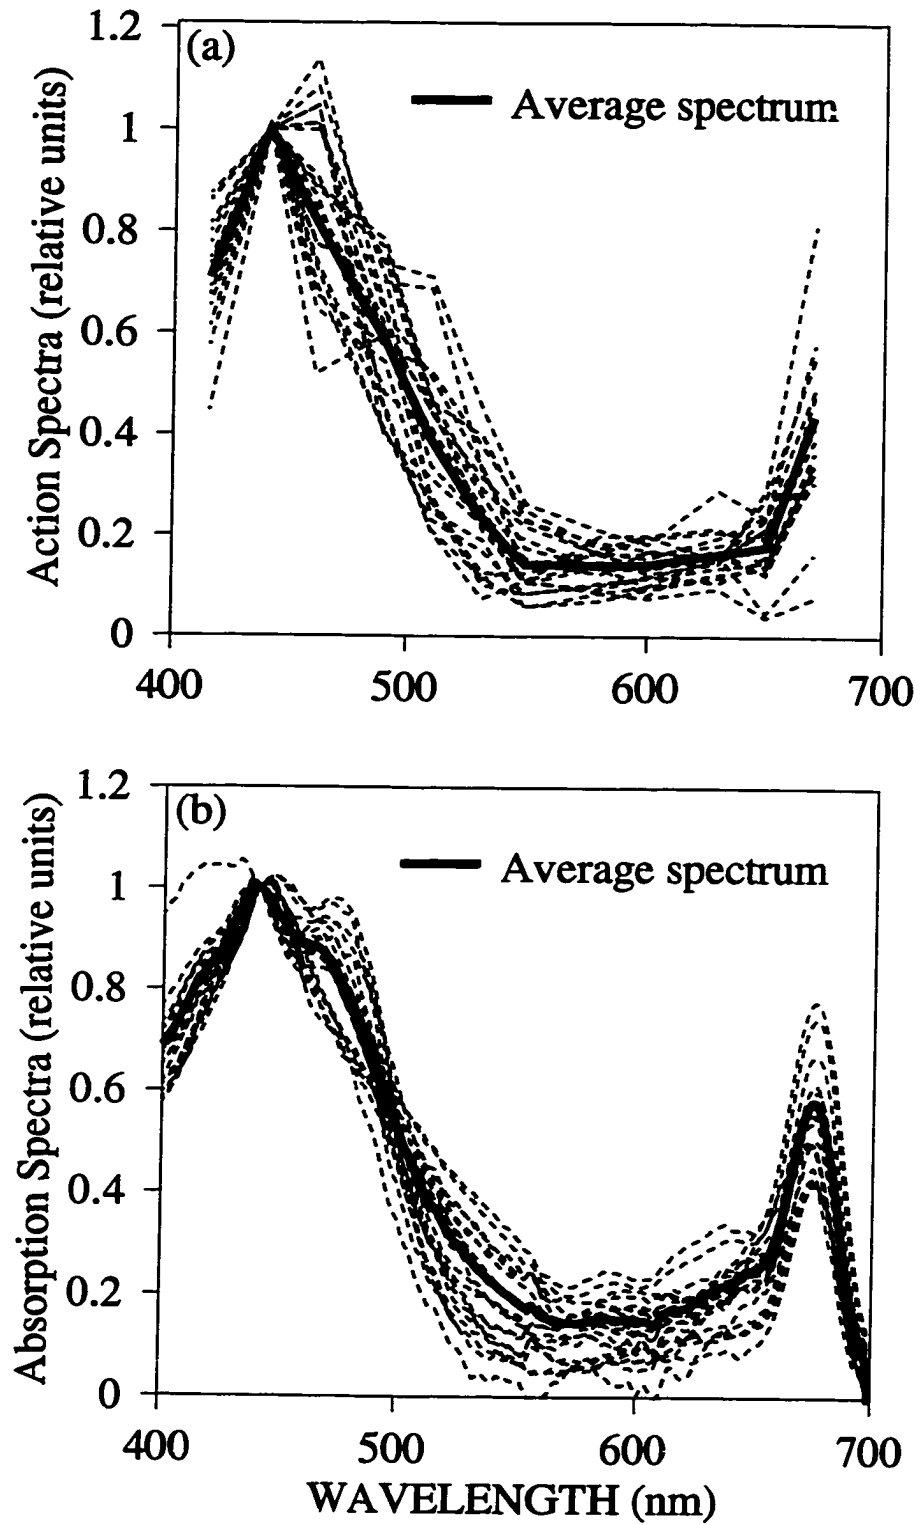 1.2
(a)
Average spectrum
1
0.8
0.6
0.4
0.2
0
400 500 600 700
Action Spectra (relative units)
1.2
(b)
Average spectrum
1
0.8
0.6
0.4
0.2
0
400 500 600 700
Absorption Spectra (relative units)
WAVELENGTH (nm)